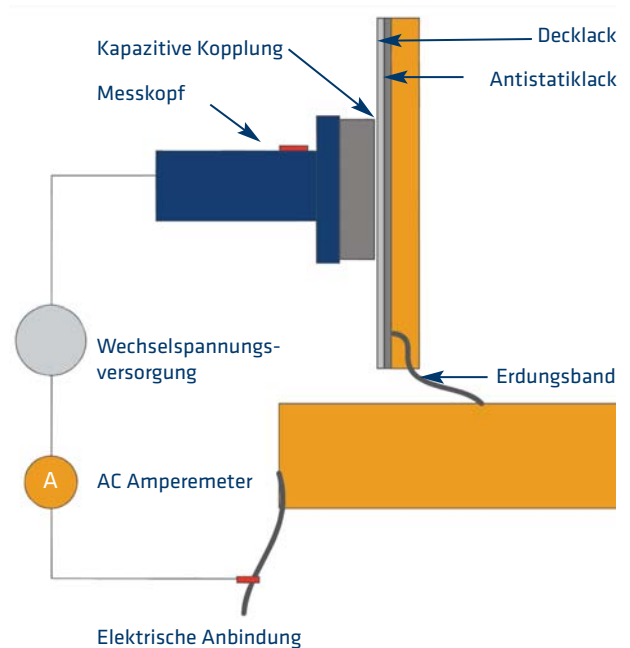 Decklack
Kapazitive Kopplung
Antistatiklack
Messkopf
Wechselspannungs-
versorgung
Erdungsband
A
AC Amperemeter
Elektrische Anbindung